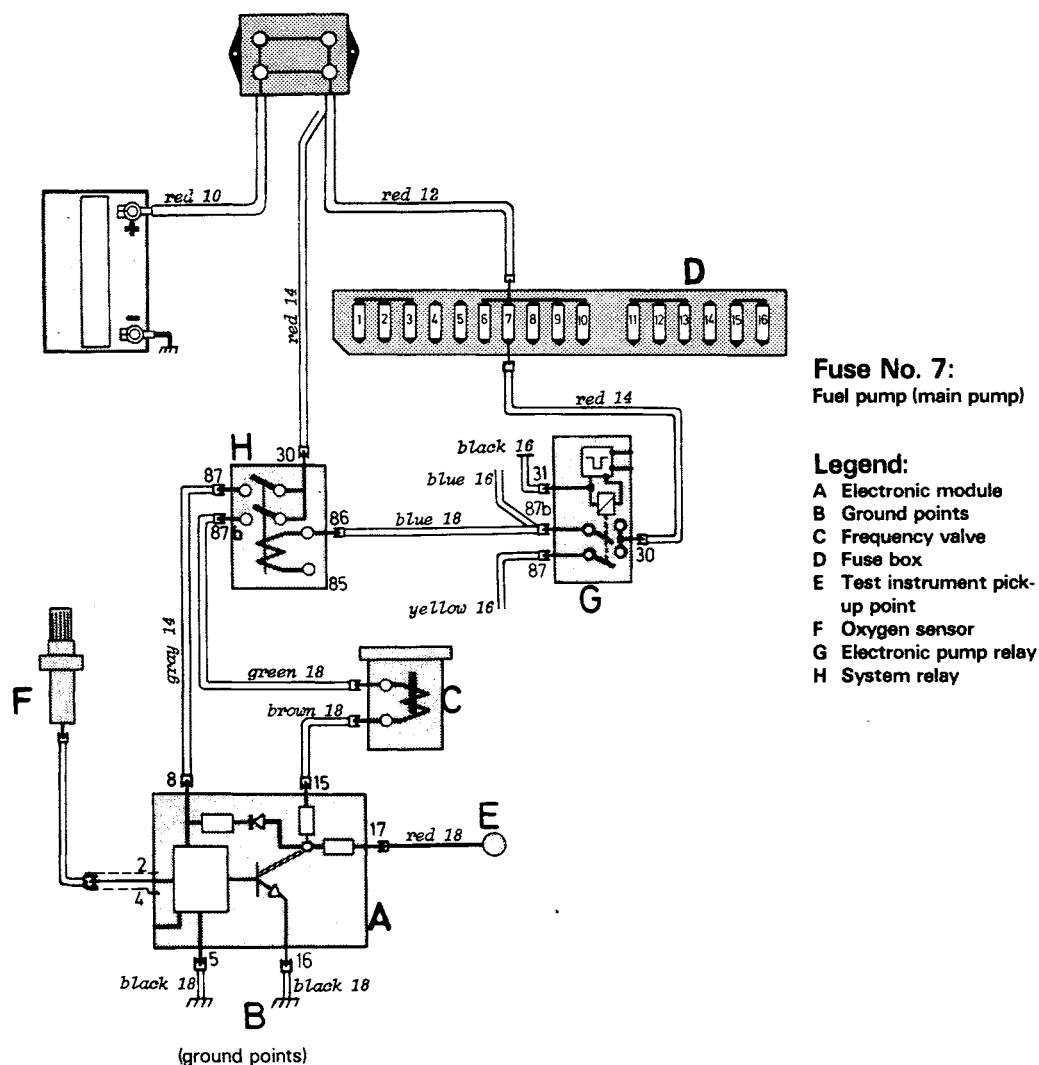 red 10
red 12
+
-
red 14
D
1 2 3 4 5 6 7 8 9 10 11 12 13 14 15 16
Fuse No. 7:
Fuel pump (main pump)
red 14
H
30
87
87b
86
85
black 16
blue 16
blue 18
31
87b
87
30
yellow 16
G
Legend:
A Electronic module
B Ground points
C Frequency valve
D Fuse box
E Test instrument pick-
up point
F Oxygen sensor
G Electronic pump relay
H System relay
gray 14
green 18
brown 18
C
F
8
15
17
red 18
E
2
4
A
5
16
black 18
black 18
B
(ground points)